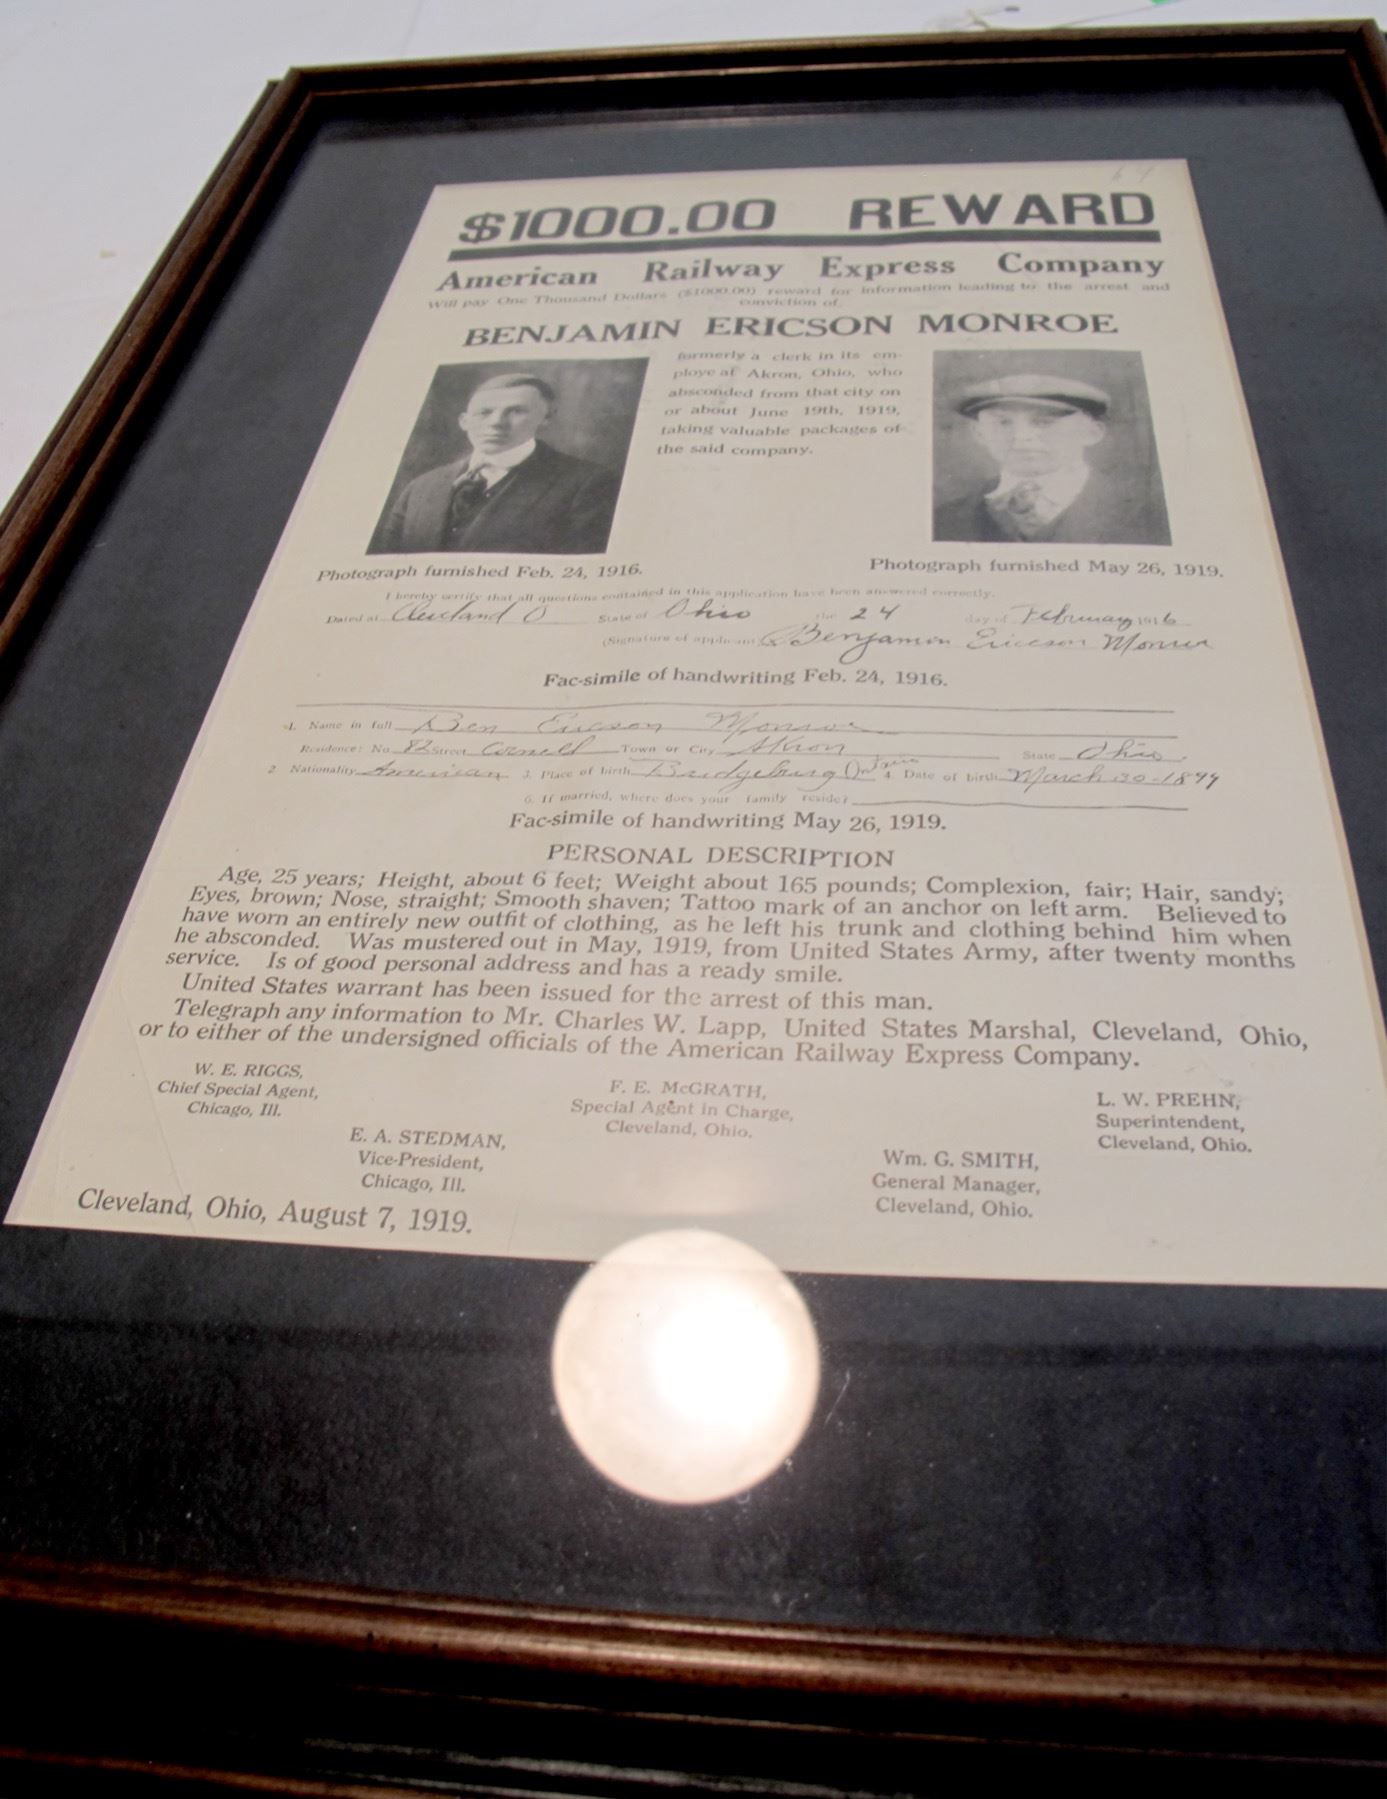 $1000.00 REWARD
American Railway Express Company
Will pay One Thousand Dollars ($1000.00) reward for information leading to the arrest and
conviction of
BENJAMIN ERICSON MONROE
formerly a clerk in its em-
ploye at Akron, Ohio, who
absconded from that city on
or about June 19th, 1919,
taking valuable packages of
the said company.
Photograph furnished Feb. 24, 1916.
Photograph furnished May 26, 1919.
I hereby certify that all questions contained in this application have been answered correctly.
Dated at Cleveland O State of Ohio the 24 day of February 1916
(Signature of applicant) Benjamin Ericson Monroe
Fac-simile of handwriting Feb. 24, 1916.
1. Name in full Ben Ericson Monroe
Residence: No. 82 Street Cornell Town or City Akron State Ohio
2 Nationality American 3. Place of birth Bridgeburg Ontario 4. Date of birth March 30-1894
6. If married, where does your family reside?
Fac-simile of handwriting May 26, 1919.
PERSONAL DESCRIPTION
Age, 25 years; Height, about 6 feet; Weight about 165 pounds; Complexion, fair; Hair, sandy;
Eyes, brown; Nose, straight; Smooth shaven; Tattoo mark of an anchor on left arm. Believed to
have worn an entirely new outfit of clothing, as he left his trunk and clothing behind him when
he absconded. Was mustered out in May, 1919, from United States Army, after twenty months
service. Is of good personal address and has a ready smile.
United States warrant has been issued for the arrest of this man.
Telegraph any information to Mr. Charles W. Lapp, United States Marshal, Cleveland, Ohio,
or to either of the undersigned officials of the American Railway Express Company.
W. E. RIGGS,
Chief Special Agent,
Chicago, Ill.
E. A. STEDMAN,
Vice-President,
Chicago, Ill.
F. E. McGRATH,
Special Agent in Charge,
Cleveland, Ohio.
Wm. G. SMITH,
General Manager,
Cleveland, Ohio.
L. W. PREHN,
Superintendent,
Cleveland, Ohio.
Cleveland, Ohio, August 7, 1919.